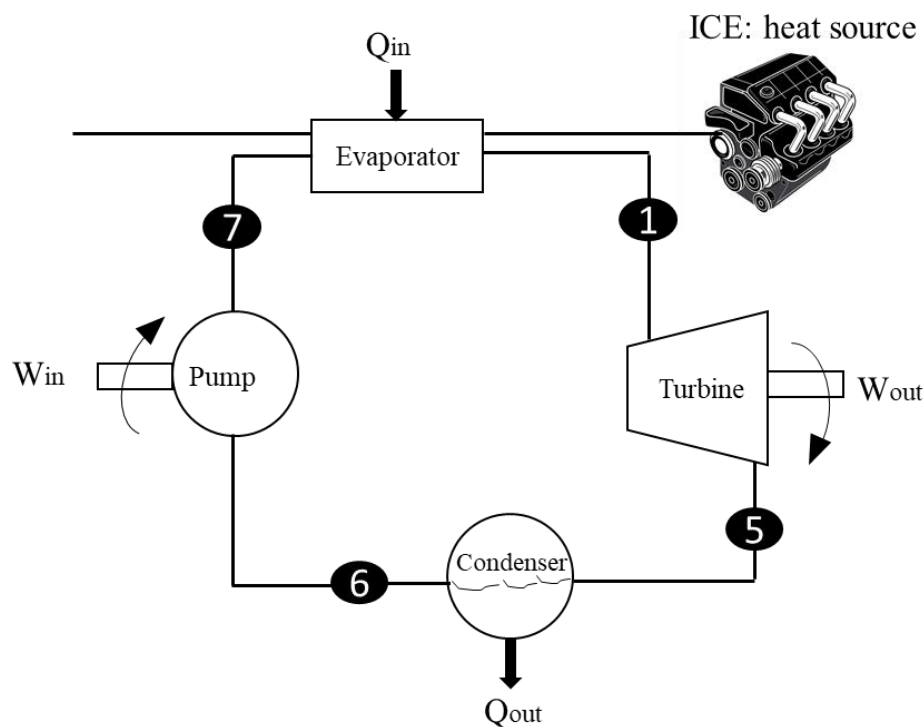 ICE: heat source
Qin
Evaporator
7
1
Win
Pump
Turbine
Wout
5
Condenser
6
Qout